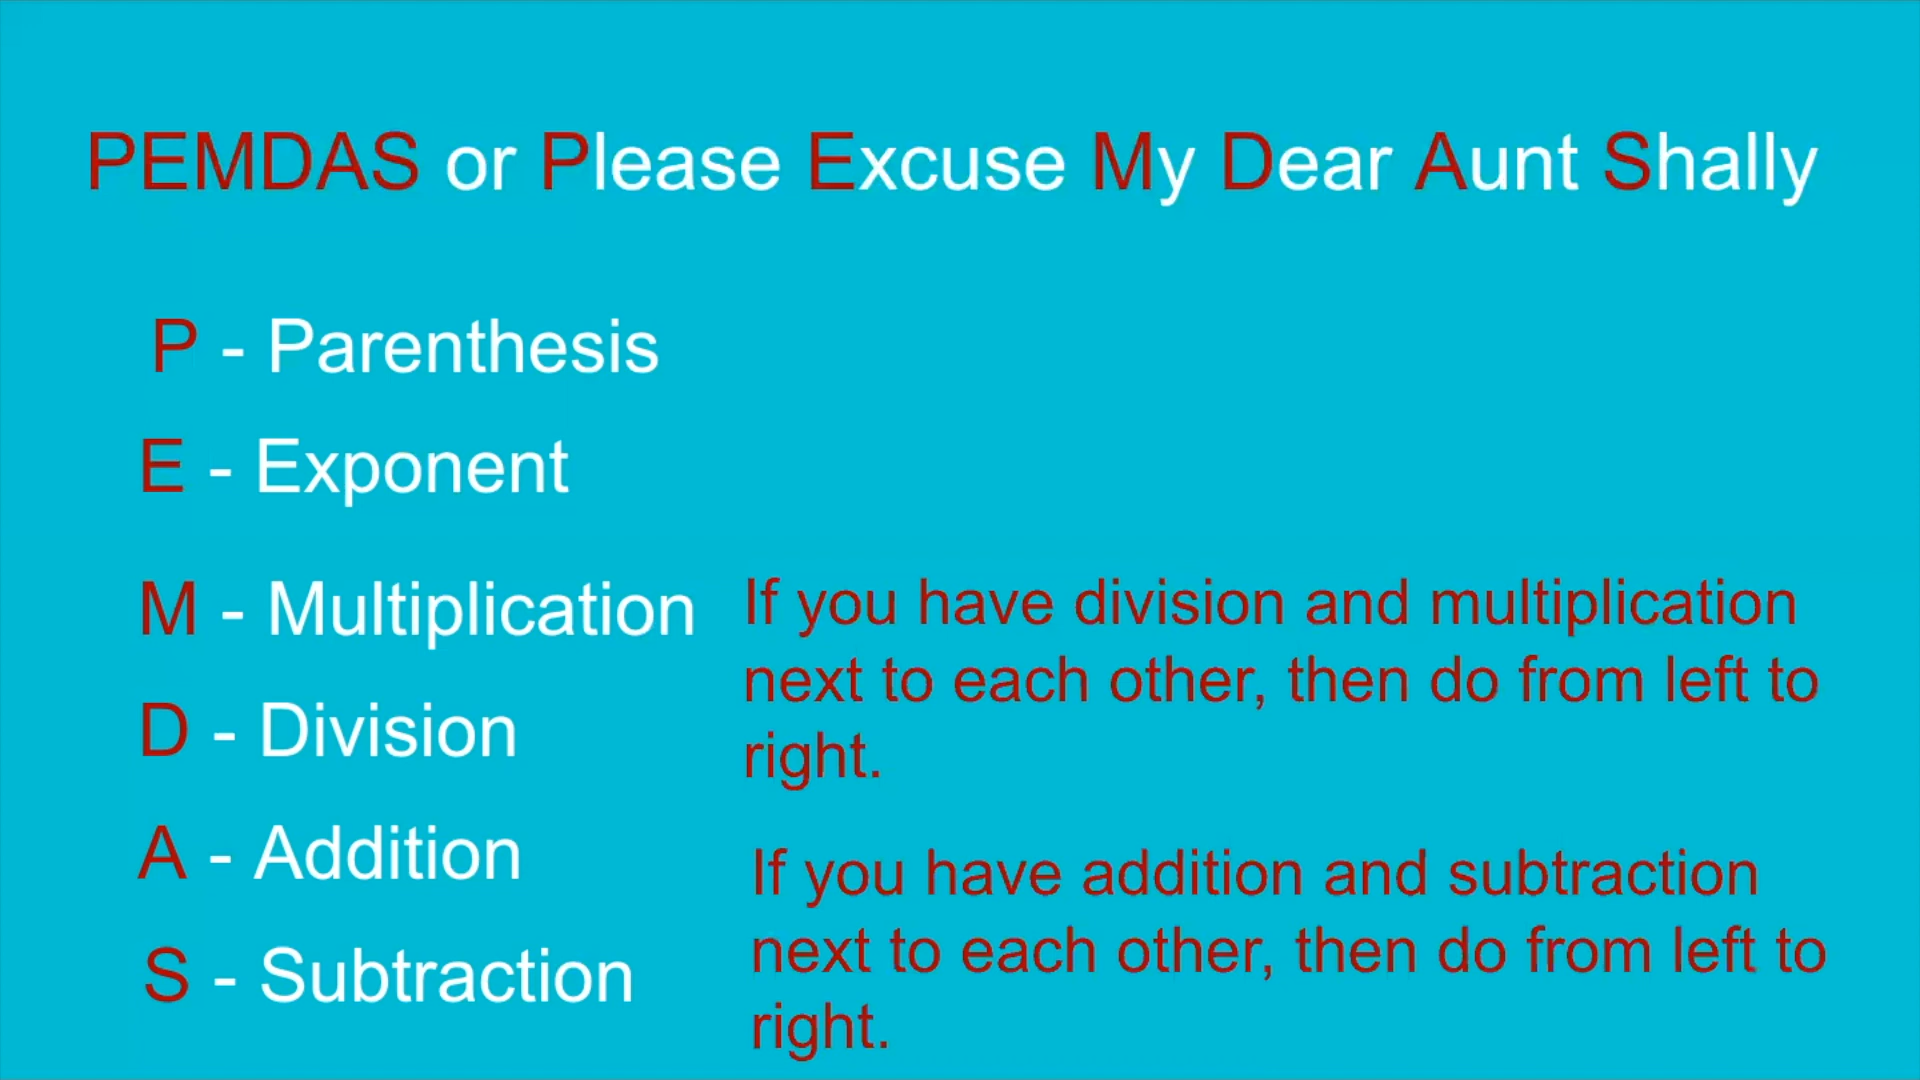 PEMDAS or Please Excuse My Dear Aunt Shally
P - Parenthesis
E - Exponent
M - Multiplication
D - Division
A - Addition
S - Subtraction
If you have division and multiplication
next to each other, then do from left to
right.
If you have addition and subtraction
next to each other, then do from left to
right.